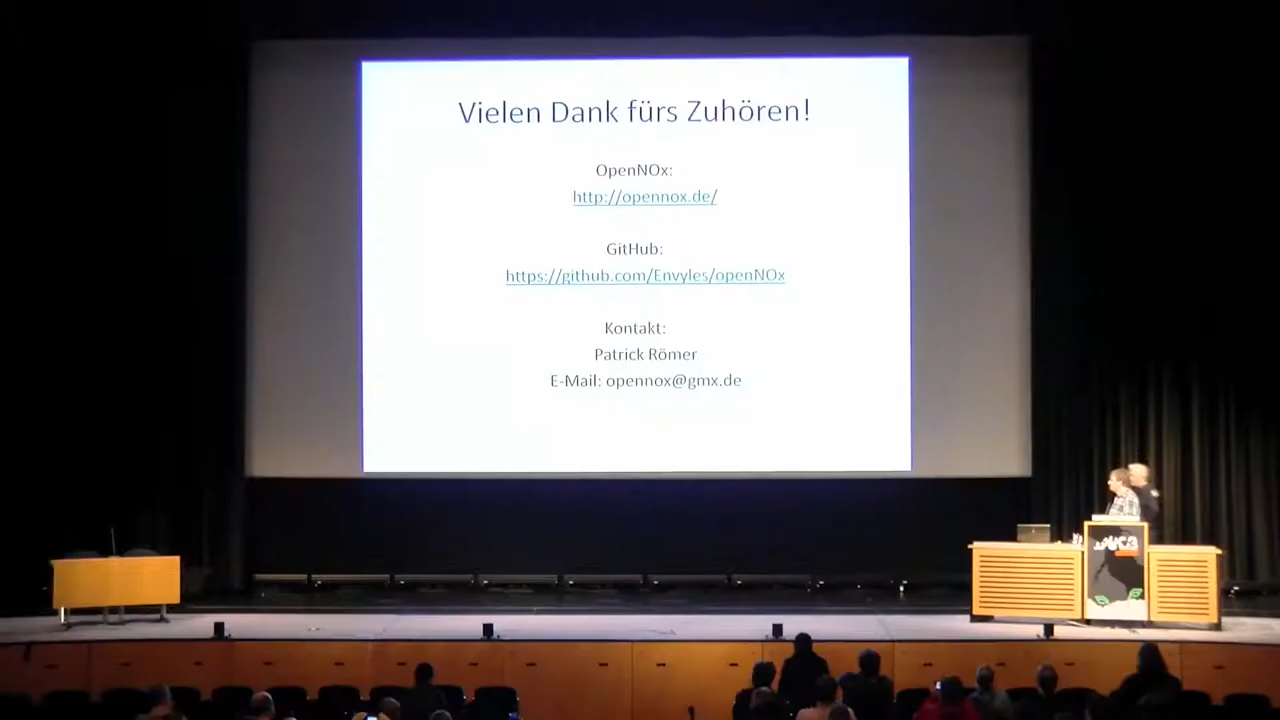 Vielen Dank fürs Zuhören!
OpenNOx:
http://opennox.de/
GitHub:
https://github.com/Envyles/openNOx
Kontakt:
Patrick Römer
E-Mail: opennox@gmx.de